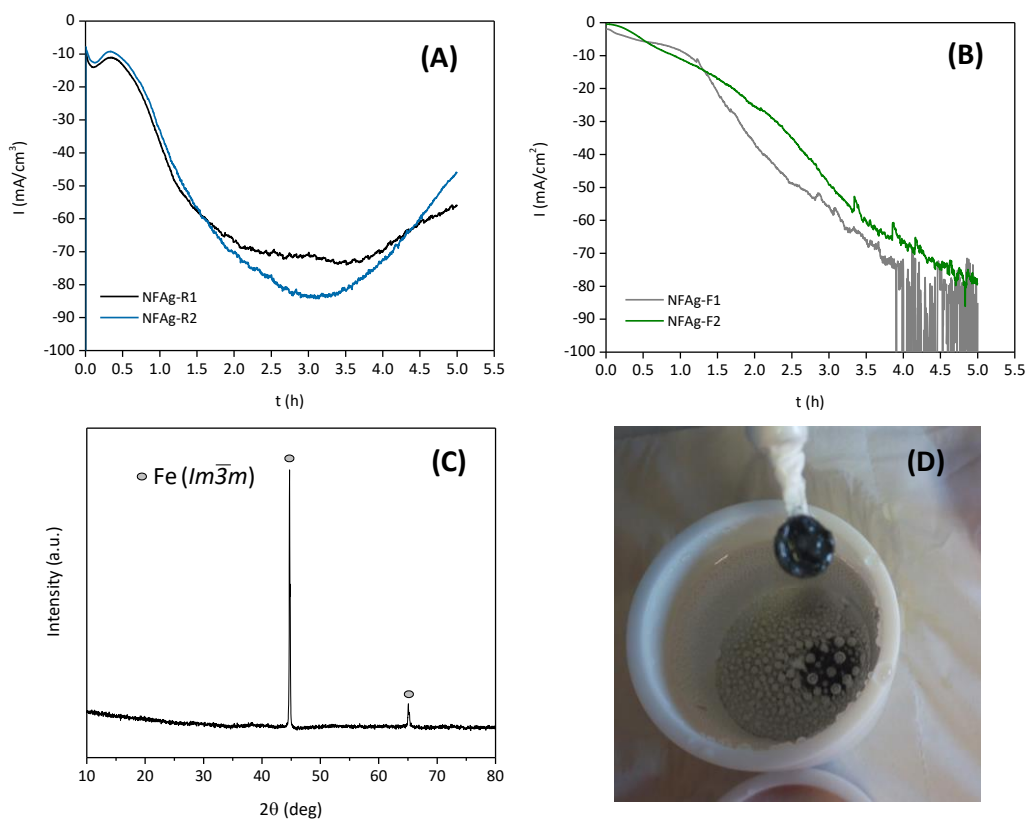 (A)
0
-10
-20
-30
-40
-50
-60
-70
-80
-90
-100
I (mA/cm³)
NFAg-R1
NFAg-R2
0.0 0.5 1.0 1.5 2.0 2.5 3.0 3.5 4.0 4.5 5.0 5.5
t (h)
(B)
0
-10
-20
-30
-40
-50
-60
-70
-80
-90
-100
I (mA/cm²)
NFAg-F1
NFAg-F2
0.0 0.5 1.0 1.5 2.0 2.5 3.0 3.5 4.0 4.5 5.0 5.5
t (h)
(C)
Fe (Im3̅m)
Intensity (a.u.)
10 20 30 40 50 60 70 80
2θ (deg)
(D)